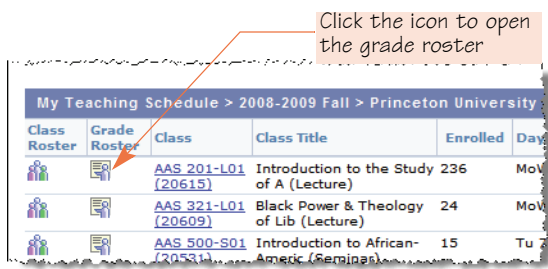 Click the icon to open
the grade roster
My Teaching Schedule > 2008-2009 Fall > Princeton University
Class Roster Grade Roster Class Class Title Enrolled Day
AAS 201-L01 (20615) Introduction to the Study of A (Lecture) 236 MoW
AAS 321-L01 (20609) Black Power & Theology of Lib (Lecture) 24 MoW
AAS 500-S01 (20531) Introduction to African-Americ (Seminar) 15 Tu